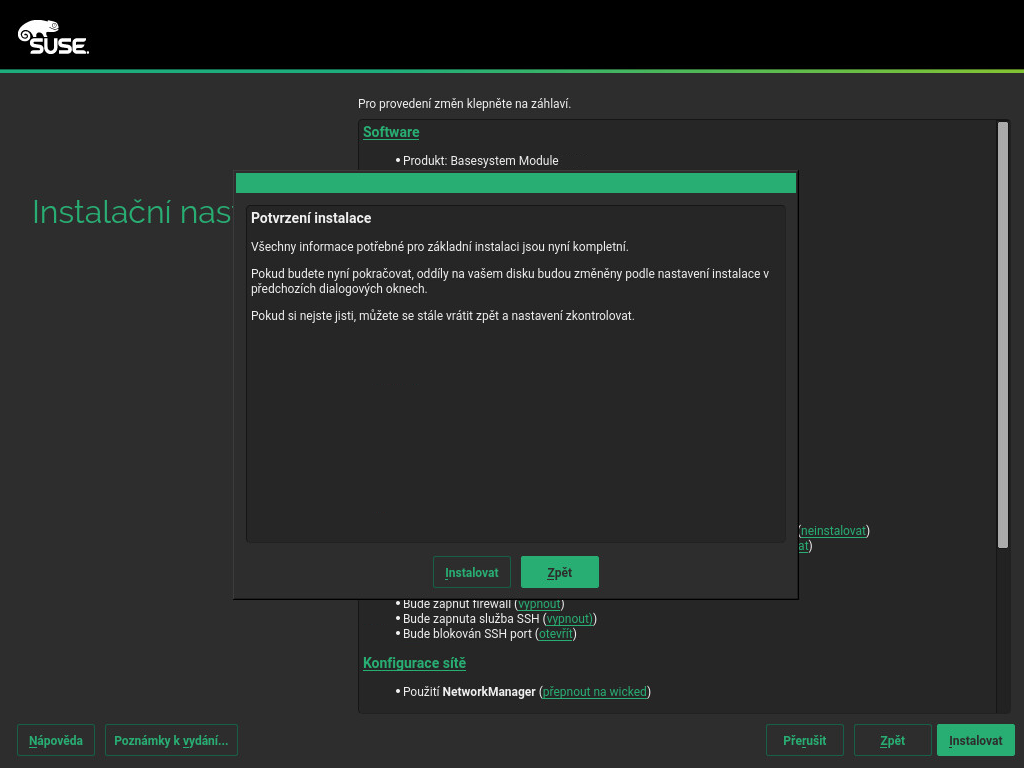 SUSE.
Pro provedení změn klepněte na záhlaví.
Software
• Produkt: Basesystem Module
Instalační
Potvrzení instalace
Všechny informace potřebné pro základní instalaci jsou nyní kompletní.
Pokud budete nyní pokračovat, oddíly na vašem disku budou změněny podle nastavení instalace v
předchozích dialogových oknech.
Pokud si nejste jisti, můžete se stále vrátit zpět a nastavení zkontrolovat.
(neinstalovat)
Instalovat
Zpět
• Bude zapnut firewall (vypnout)
• Bude zapnuta služba SSH (vypnout))
• Bude blokován SSH port (otevřít)
Konfigurace sítě
• Použití NetworkManager (přepnout na wicked)
Nápověda
Poznámky k vydání...
Přerušit
Zpět
Instalovat